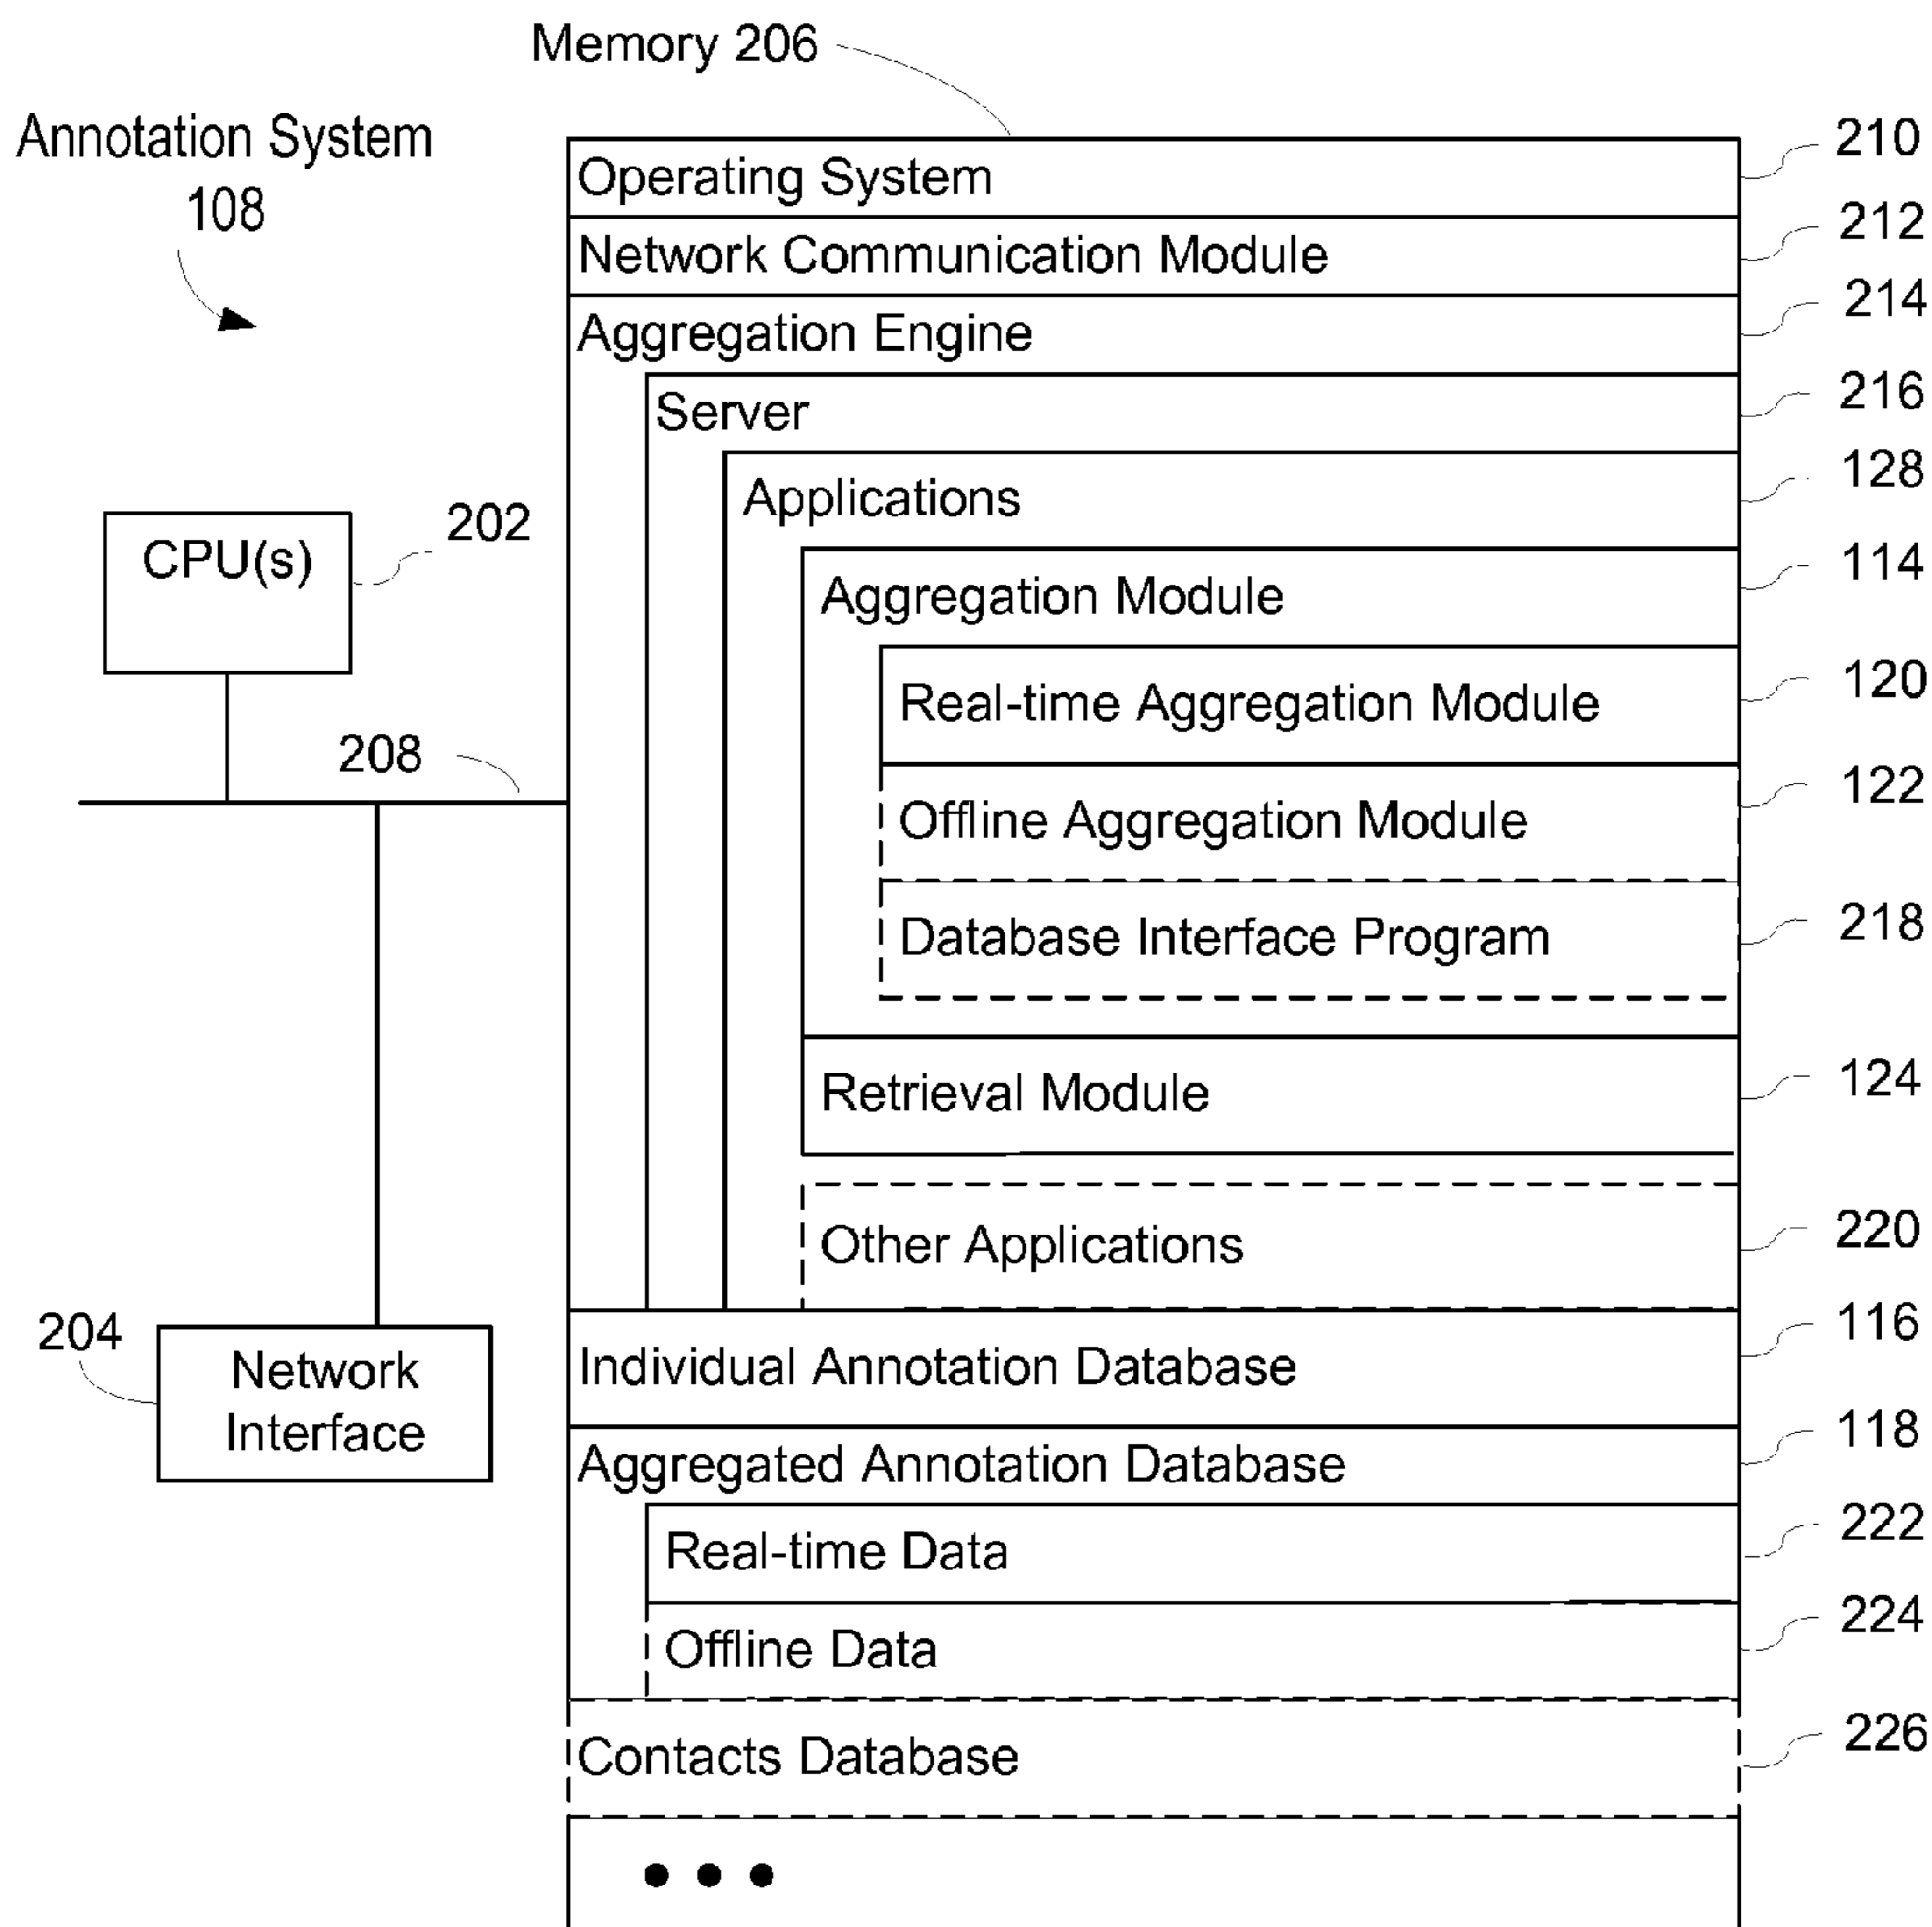 Memory 206
Annotation System
108
Operating System
210
Network Communication Module
212
Aggregation Engine
214
Server
216
Applications
128
CPU(s)
202
Aggregation Module
114
Real-time Aggregation Module
120
208
Offline Aggregation Module
122
Database Interface Program
218
Retrieval Module
124
Other Applications
220
204
Network
Interface
Individual Annotation Database
116
Aggregated Annotation Database
118
Real-time Data
222
Offline Data
224
Contacts Database
226